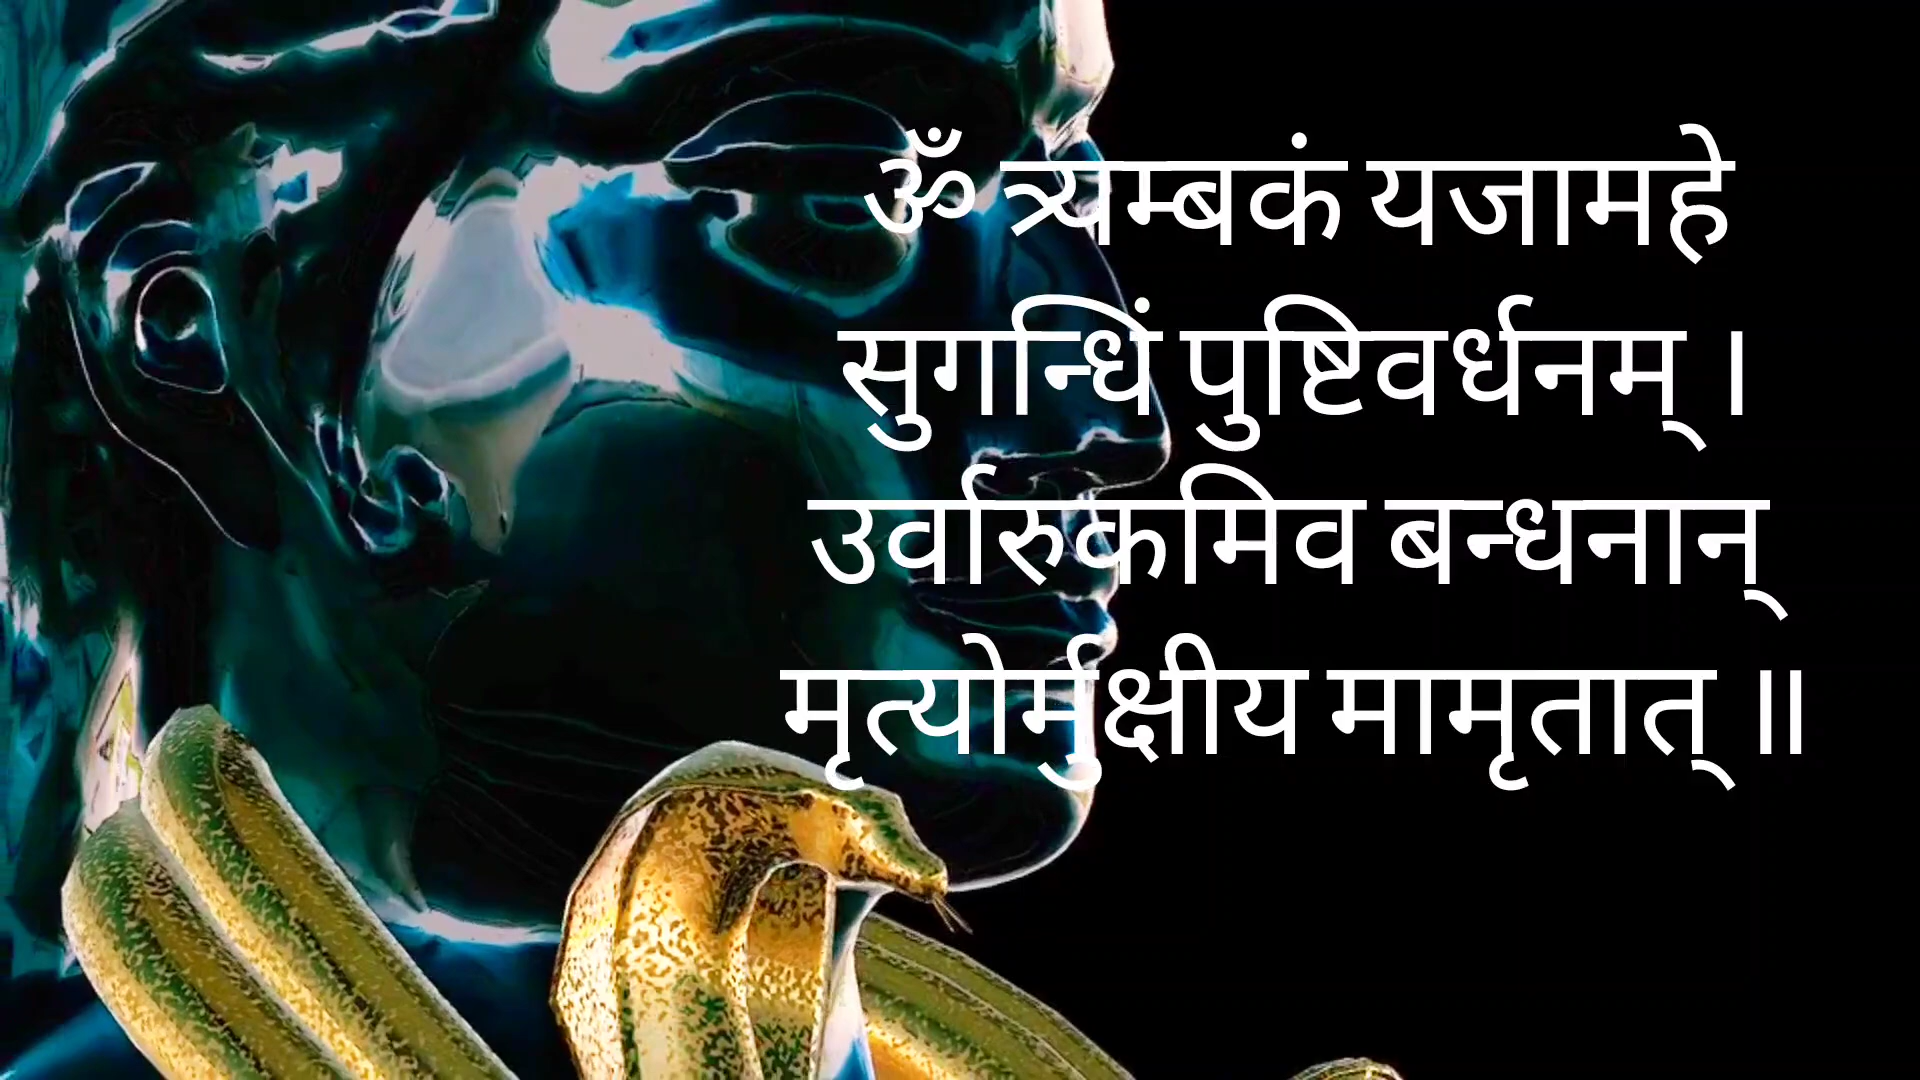 ॐ त्र्यम्बकं यजामहे
सुगन्धिं पुष्टिवर्धनम् ।
उर्वारुकमिव बन्धनान्
मृत्योर्मुक्षीय मामृतात् ॥